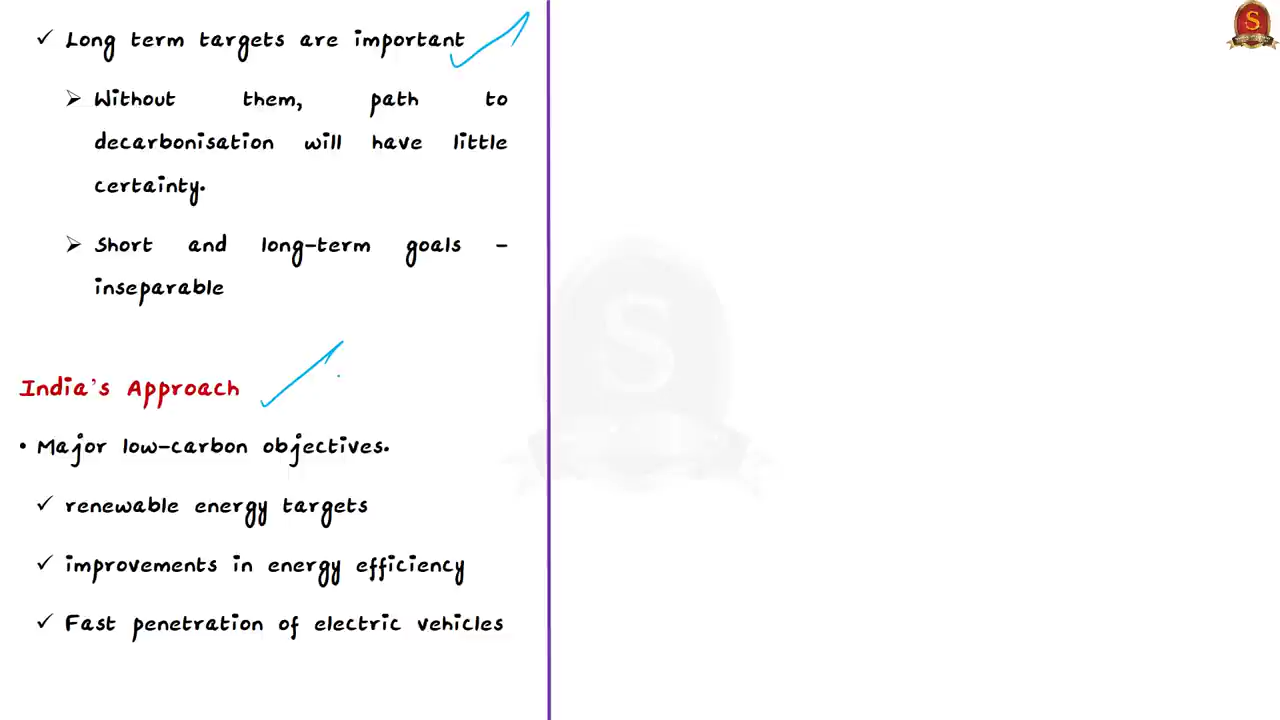 ✓ Long term targets are important
➢ Without them, path to
decarbonisation will have little
certainty.
➢ Short and long-term goals –
inseparable
India's Approach
• Major low-carbon objectives.
✓ renewable energy targets
✓ improvements in energy efficiency
✓ Fast penetration of electric vehicles
S
S